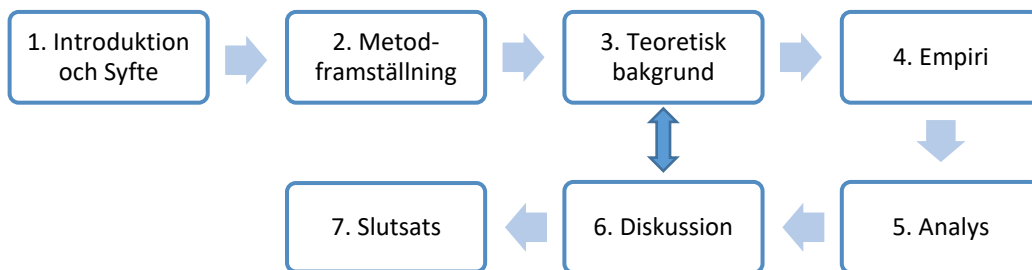 1. Introduktion
och Syfte
2. Metod-
framställning
3. Teoretisk
bakgrund
4. Empiri
5. Analys
6. Diskussion
7. Slutsats